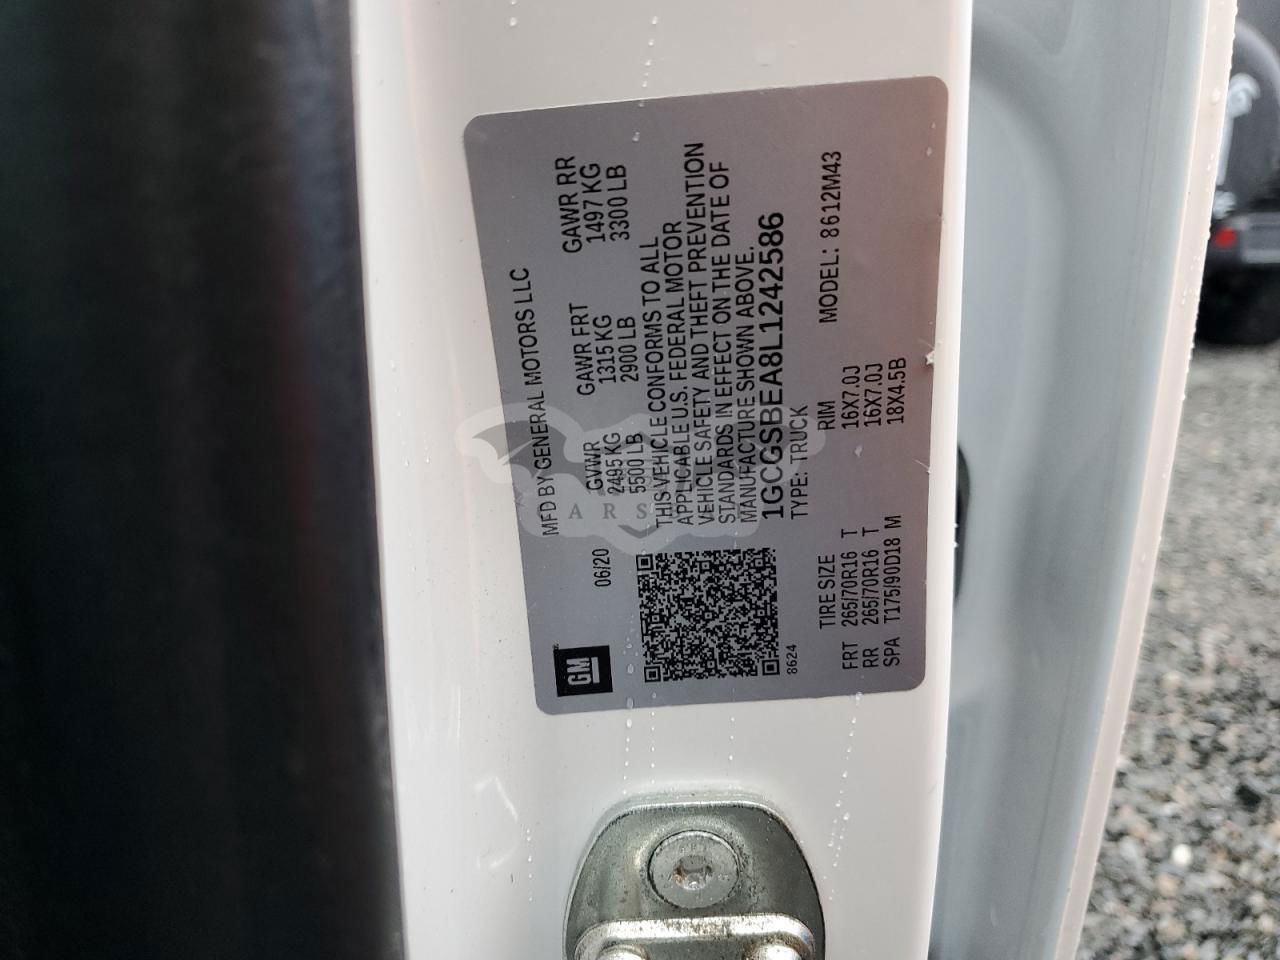 MFD BY GENERAL MOTORS LLC
06/20 GVWR GAWR FRT GAWR RR
2495 KG 1315 KG 1497 KG
5500 LB 2900 LB 3300 LB
THIS VEHICLE CONFORMS TO ALL
APPLICABLE U.S. FEDERAL MOTOR
VEHICLE SAFETY AND THEFT PREVENTION
STANDARDS IN EFFECT ON THE DATE OF
MANUFACTURE SHOWN ABOVE.
1GCGSBEA8L1242586
TYPE: TRUCK
GM
8624
MODEL: 8612M43
TIRE SIZE RIM
FRT 265/70R16 T 16X7.0J
RR 265/70R16 T 16X7.0J
SPA T175/90D18 M 18X4.5B